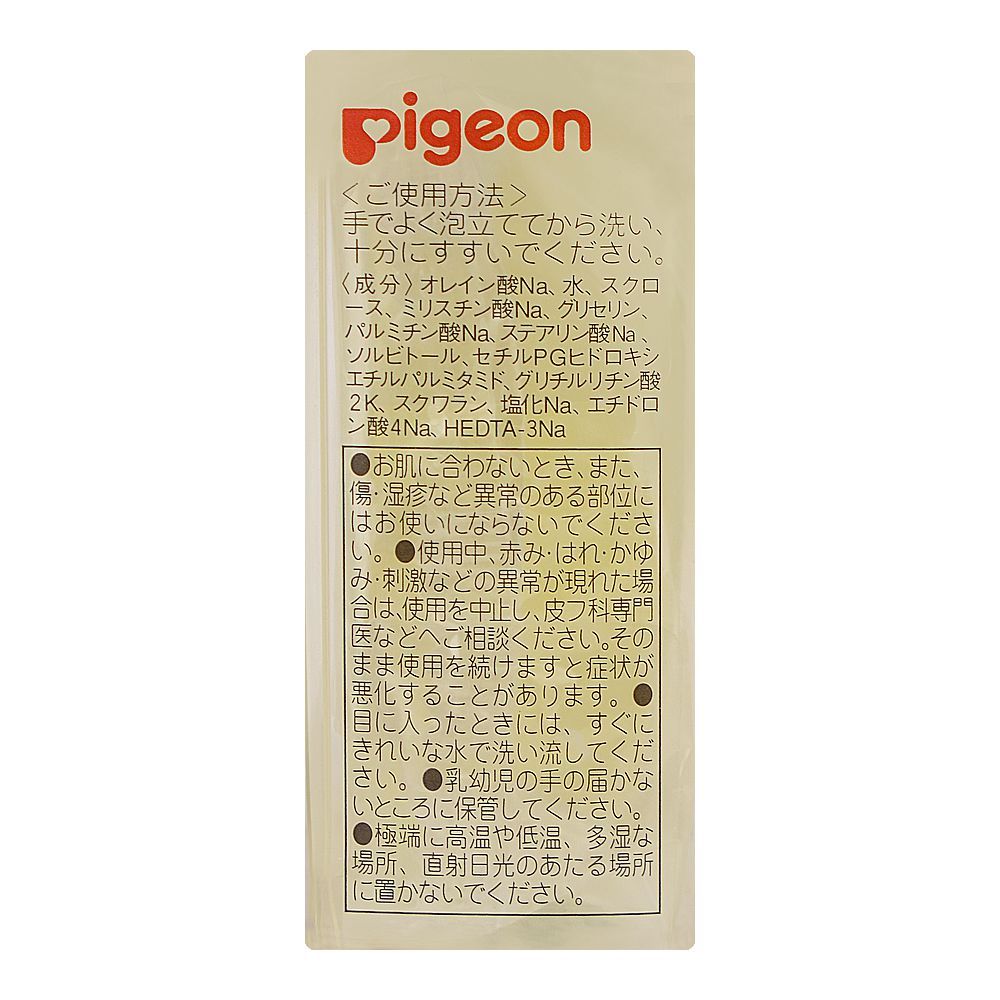 pigeon
〈ご使用方法〉
手でよく泡立ててから洗い、
十分にすすいでください。
〈成分〉オレイン酸Na、水、スクロ
ース、ミリスチン酸Na、グリセリン、
パルミチン酸Na、ステアリン酸Na、
ソルビトール、セチルPGヒドロキシ
エチルパルミタミド、グリチルリチン酸
2K、スクワラン、塩化Na、エチドロ
ン酸4Na、HEDTA-3Na
●お肌に合わないとき、また、
傷・湿疹など異常のある部位に
はお使いにならないでくださ
い。●使用中、赤み・はれ・かゆ
み・刺激などの異常が現れた場
合は、使用を中止し、皮フ科専門
医などへご相談ください。その
まま使用を続けますと症状が
悪化することがあります。●
目に入ったときには、すぐに
きれいな水で洗い流してくだ
さい。●乳幼児の手の届かな
いところに保管してください。
●極端に高温や低温、多湿な
場所、直射日光のあたる場所
に置かないでください。